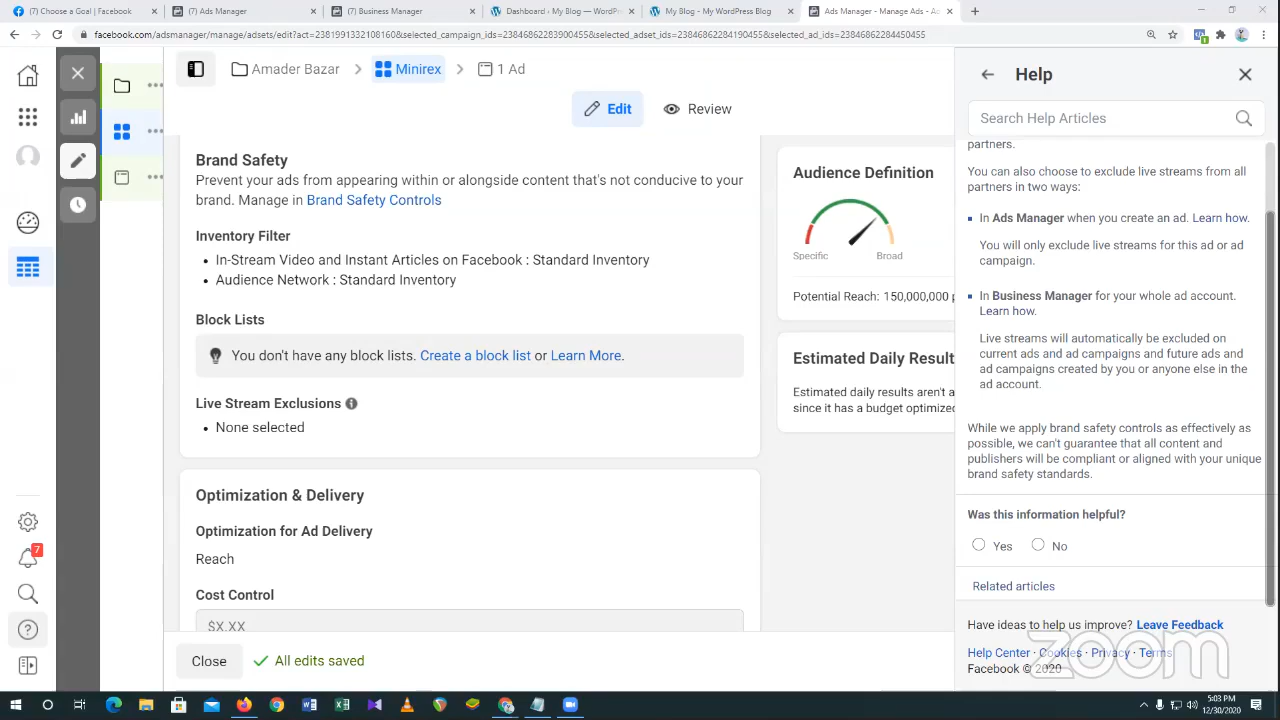 (7) Choose a Goal | Facebook
(7) Ads Manager
(7) Business Manager
Dashboard ‹ My Blog — WordPr
My Blog - My WordPress Blog
Ads Manager - Manage Ads - Ad
facebook.com/adsmanager/manage/adsets/edit?act=2381991332108160&selected_campaign_ids=23846862283900455&selected_adset_ids=23846862284190455&selected_ad_ids=23846862284450455
Amader Bazar
Minirex
1 Ad
Edit
Review
Brand Safety
Prevent your ads from appearing within or alongside content that's not conducive to your
brand. Manage in Brand Safety Controls
Inventory Filter
In-Stream Video and Instant Articles on Facebook : Standard Inventory
Audience Network : Standard Inventory
Block Lists
You don't have any block lists. Create a block list or Learn More.
Live Stream Exclusions
None selected
Optimization & Delivery
Optimization for Ad Delivery
Reach
Cost Control
$X.XX
Close
All edits saved
Audience Definition
Specific
Broad
Potential Reach: 150,000,000 p
Estimated Daily Result
Estimated daily results aren't a
since it has a budget optimize
Help
Search Help Articles
partners.
You can also choose to exclude live streams from all
partners in two ways:
In Ads Manager when you create an ad. Learn how.
You will only exclude live streams for this ad or ad
campaign.
In Business Manager for your whole ad account.
Learn how.
Live streams will automatically be excluded on
current ads and ad campaigns and future ads and
ad campaigns created by you or anyone else in the
ad account.
While we apply brand safety controls as effectively as
possible, we can't guarantee that all content and
publishers will be compliant or aligned with your unique
brand safety standards.
Was this information helpful?
Yes
No
Related articles
Have ideas to help us improve? Leave Feedback
Help Center · Cookies · Privacy · Terms
Facebook © 2020
zoom
7
5:03 PM
12/30/2020